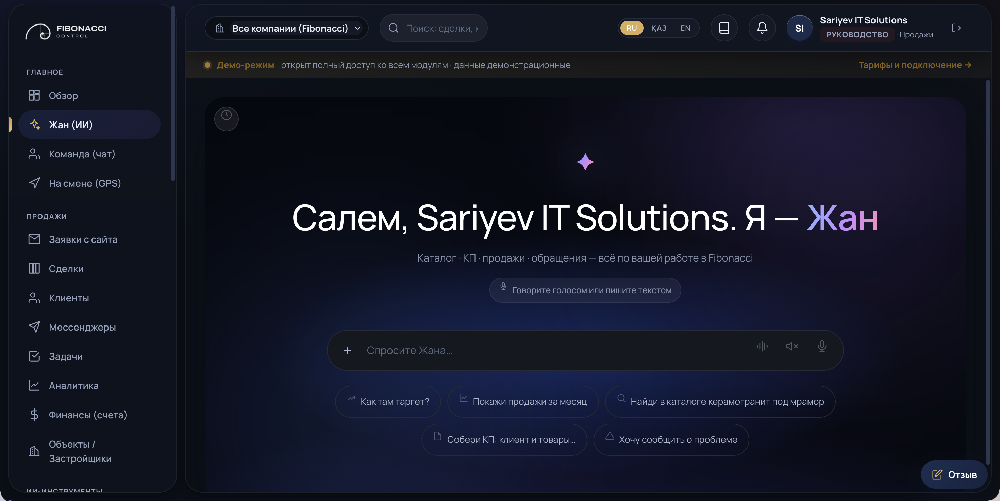 FIBONACCI
CONTROL
ГЛАВНОЕ
Обзор
Жан (ИИ)
Команда (чат)
На смене (GPS)
ПРОДАЖИ
Заявки с сайта
Сделки
Клиенты
Мессенджеры
Задачи
Аналитика
Финансы (счета)
Объекты /
Застройщики
ИИ-ИНСТРУМЕНТЫ
Все компании (Fibonacci)
Поиск: сделки,
RU ҚАЗ EN
SI
Sariyev IT Solutions
РУКОВОДСТВО · Продажи
Демо-режим открыт полный доступ ко всем модулям · данные демонстрационные
Тарифы и подключение →
Салем, Sariyev IT Solutions. Я — Жан
Каталог · КП · продажи · обращения — всё по вашей работе в Fibonacci
Говорите голосом или пишите текстом
Спросите Жана...
Как там таргет?
Покажи продажи за месяц
Найди в каталоге керамогранит под мрамор
Собери КП: клиент и товары...
Хочу сообщить о проблеме
Отзыв